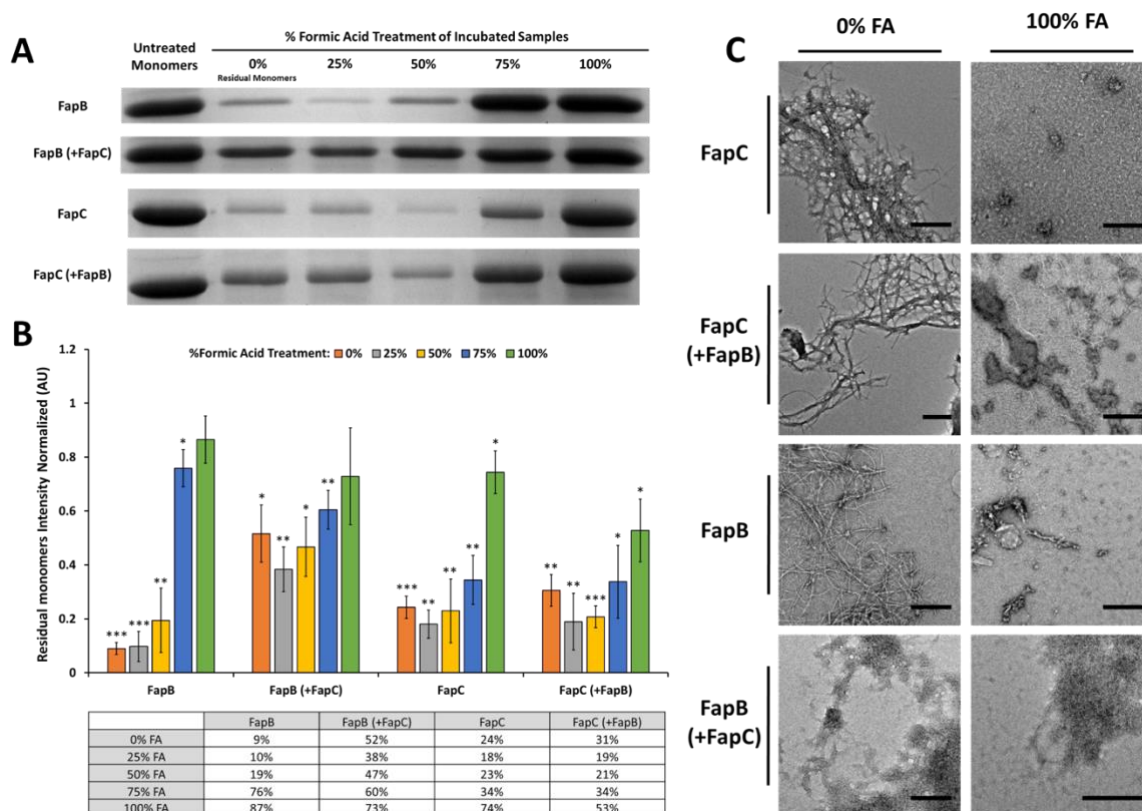 A
% Formic Acid Treatment of Incubated Samples
Untreated Monomers
0% 25% 50% 75% 100%
Residual Monomers
FapB
FapB (+FapC)
FapC
FapC (+FapB)
B
%Formic Acid Treatment: 0% 25% 50% 75% 100%
Residual monomers Intensity Normalized (AU)
1.2
1
0.8
0.6
0.4
0.2
0
*** *** ** *
* ** * **
*** ** ** ** *
** ** *** * *
FapB FapB (+FapC) FapC FapC (+FapB)
FapB FapB (+FapC) FapC FapC (+FapB)
0% FA 9% 52% 24% 31%
25% FA 10% 38% 18% 19%
50% FA 19% 47% 23% 21%
75% FA 76% 60% 34% 34%
100% FA 87% 73% 74% 53%
C
0% FA 100% FA
FapC
FapC
(+FapB)
FapB
FapB
(+FapC)